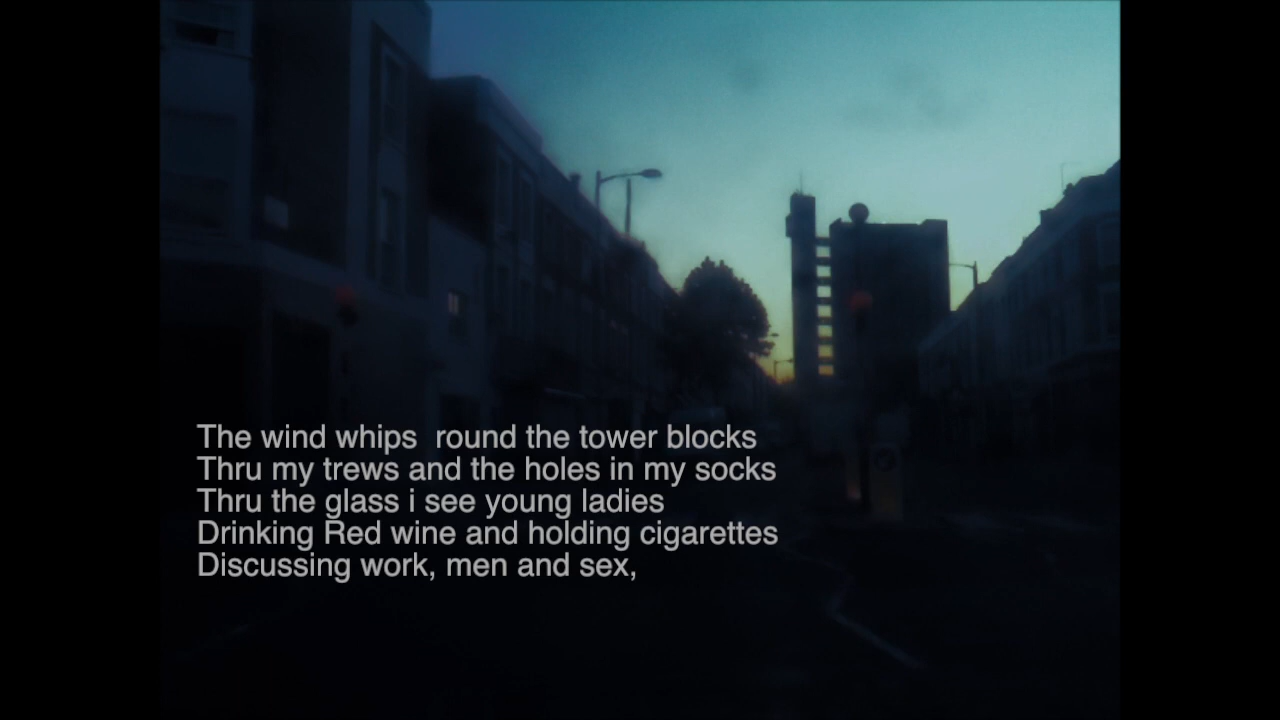 The wind whips  round the tower blocks
Thru my trews and the holes in my socks
Thru the glass i see young ladies
Drinking Red wine and holding cigarettes
Discussing work, men and sex,